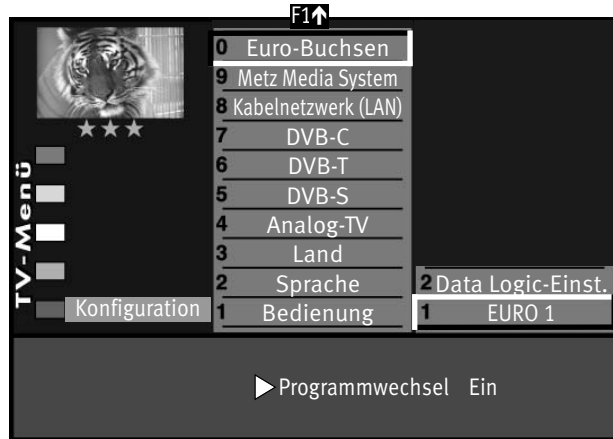 F1↑
0 Euro-Buchsen
9 Metz Media System
8 Kabelnetzwerk (LAN)
7 DVB-C
6 DVB-T
5 DVB-S
4 Analog-TV
3 Land
2 Sprache
1 Bedienung
TV-Menü
Konfiguration
2 Data Logic-Einst.
1 EURO 1
Programmwechsel Ein